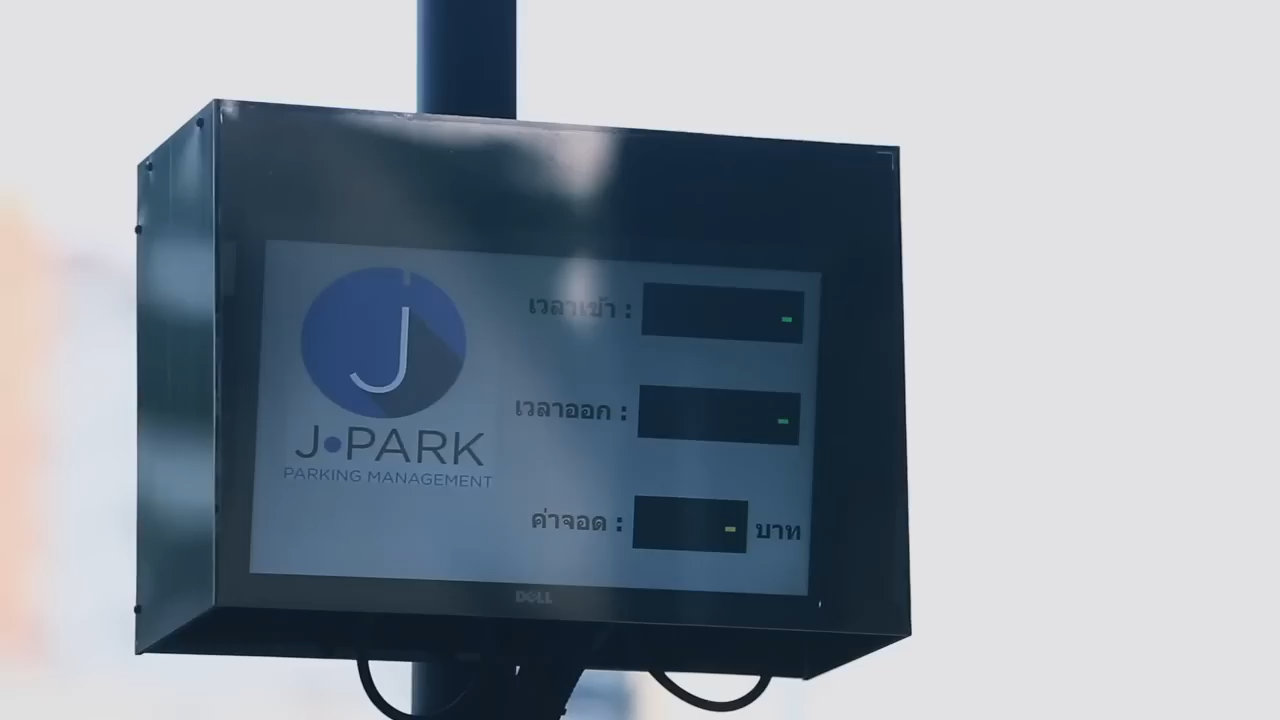 J
J•PARK
PARKING MANAGEMENT
เวลาเข้า : -
เวลาออก : -
ค่าจอด : - บาท
DELL